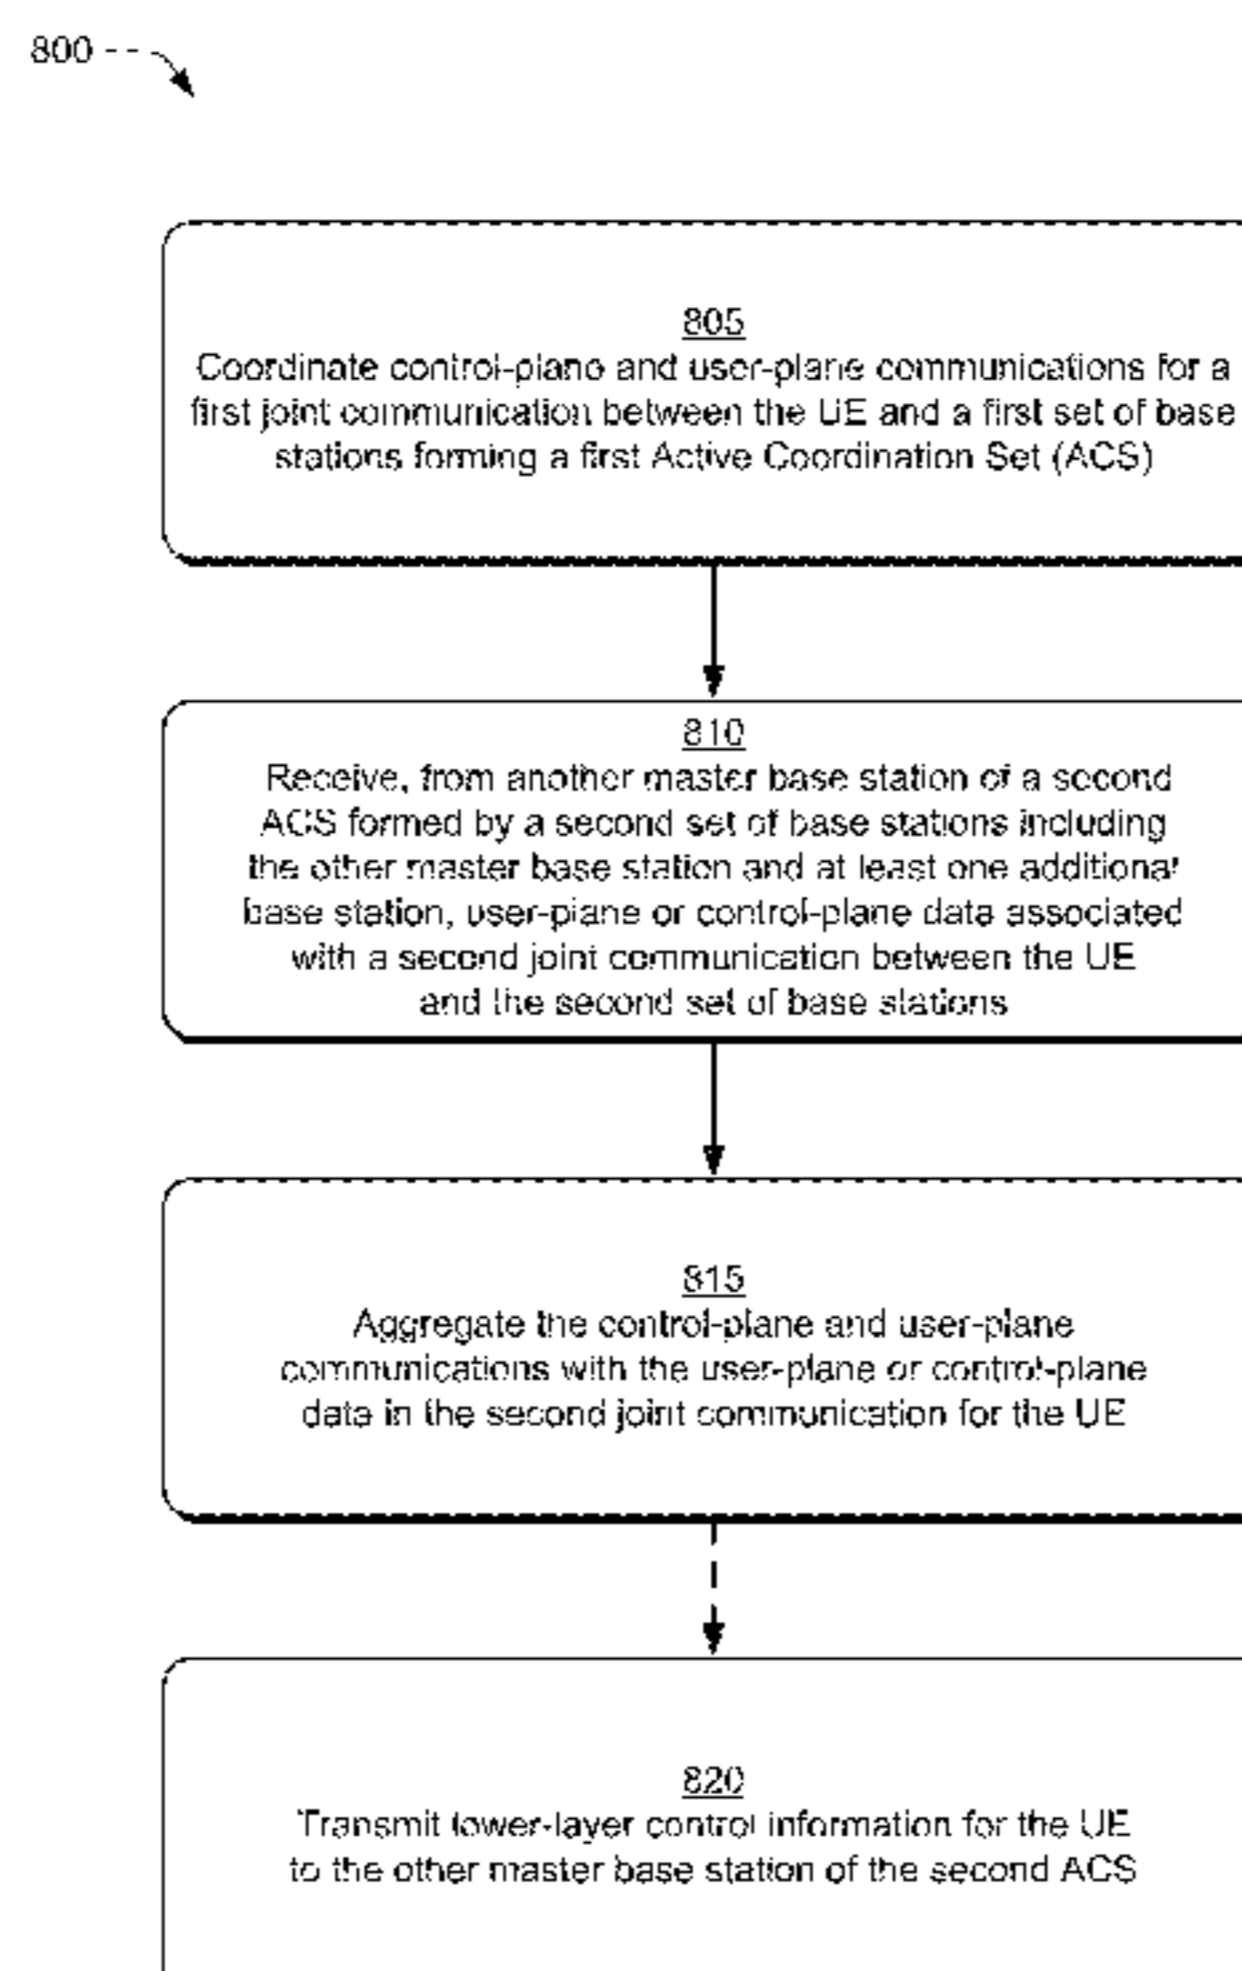 800
805
Coordinate control-plane and user-plane communications for a
first joint communication between the UE and a first set of base
stations forming a first Active Coordination Set (ACS)
810
Receive, from another master base station of a second
ACS formed by a second set of base stations including
the other master base station and at least one additional
base station, user-plane or control-plane data associated
with a second joint communication between the UE
and the second set of base stations
815
Aggregate the control-plane and user-plane
communications with the user-plane or control-plane
data in the second joint communication for the UE
820
Transmit lower-layer control information for the UE
to the other master base station of the second ACS